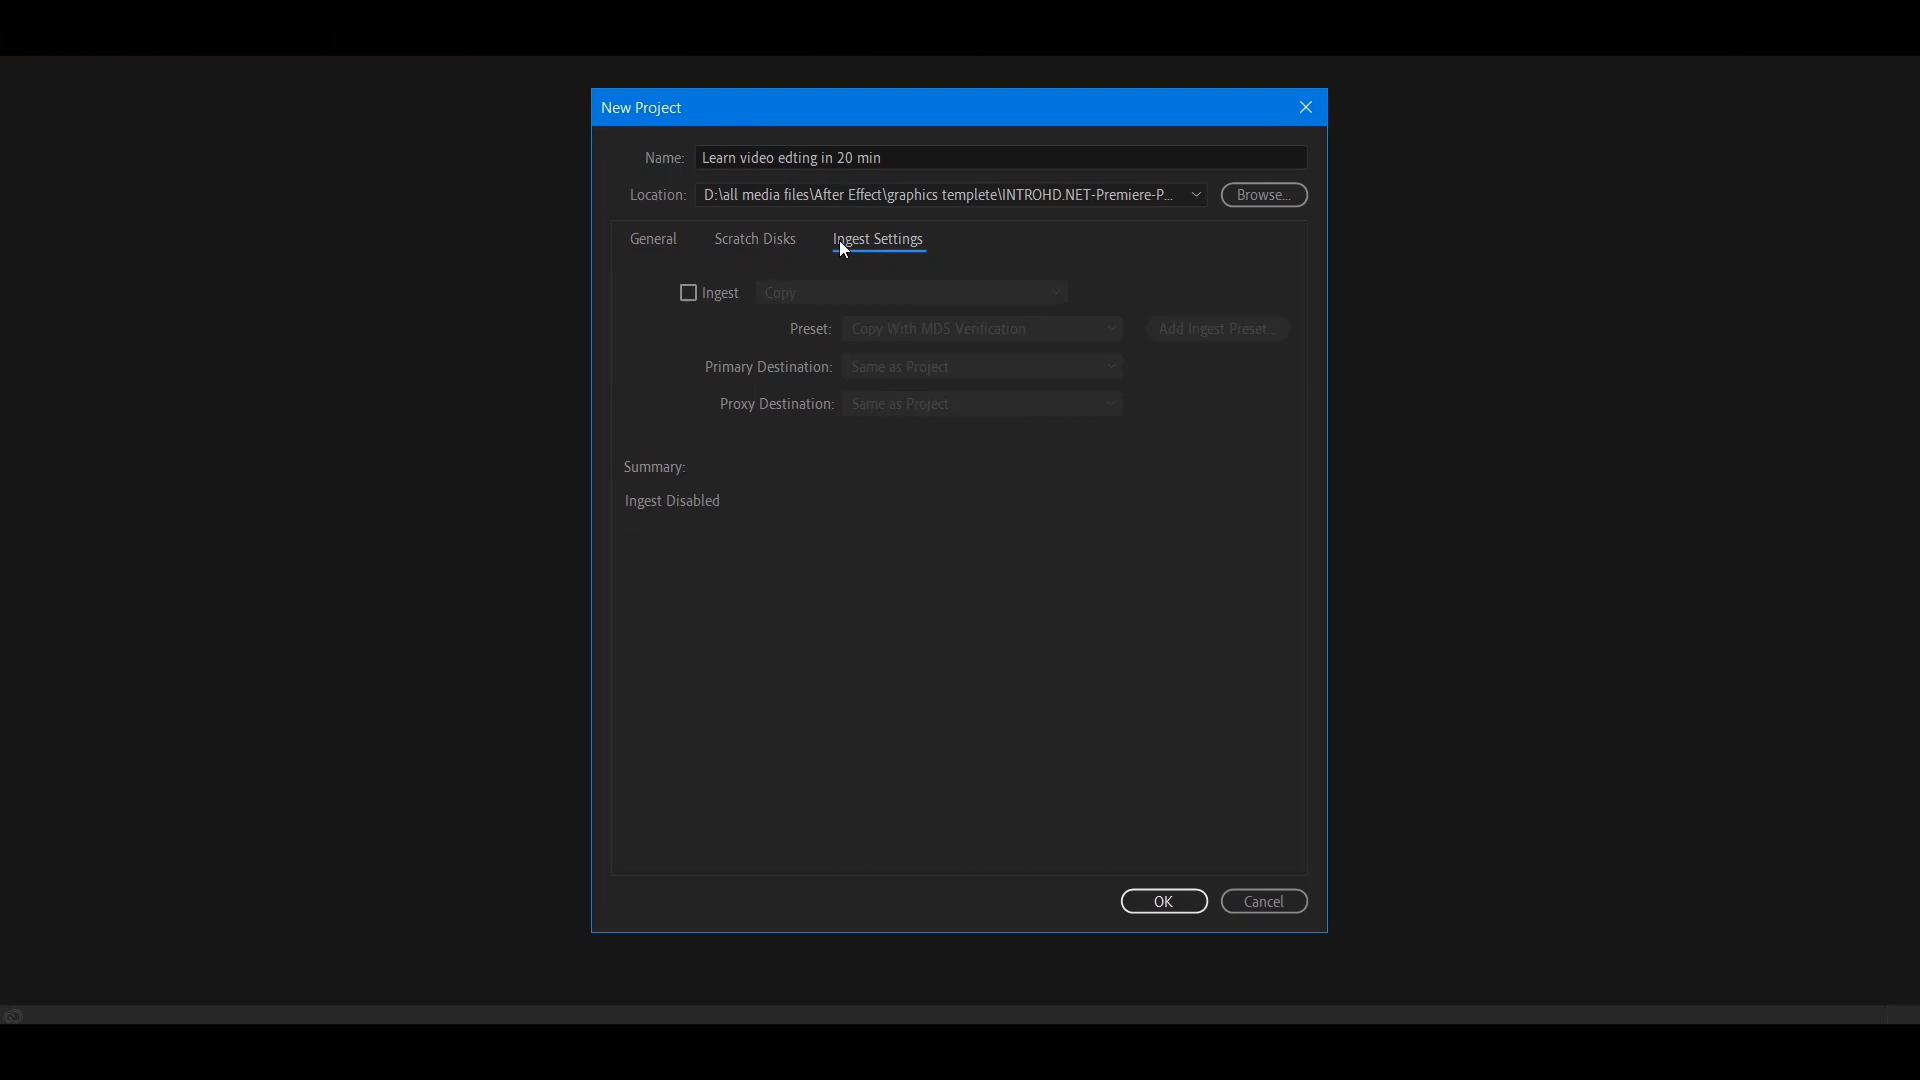 New Project
Name: Learn video edting in 20 min
Location: D:\all media files\After Effect\graphics templete\INTROHD.NET-Premiere-P... Browse...
General Scratch Disks Ingest Settings
Ingest Copy
Preset: Copy With MD5 Verification Add Ingest Preset...
Primary Destination: Same as Project
Proxy Destination: Same as Project
Summary:
Ingest Disabled
OK Cancel